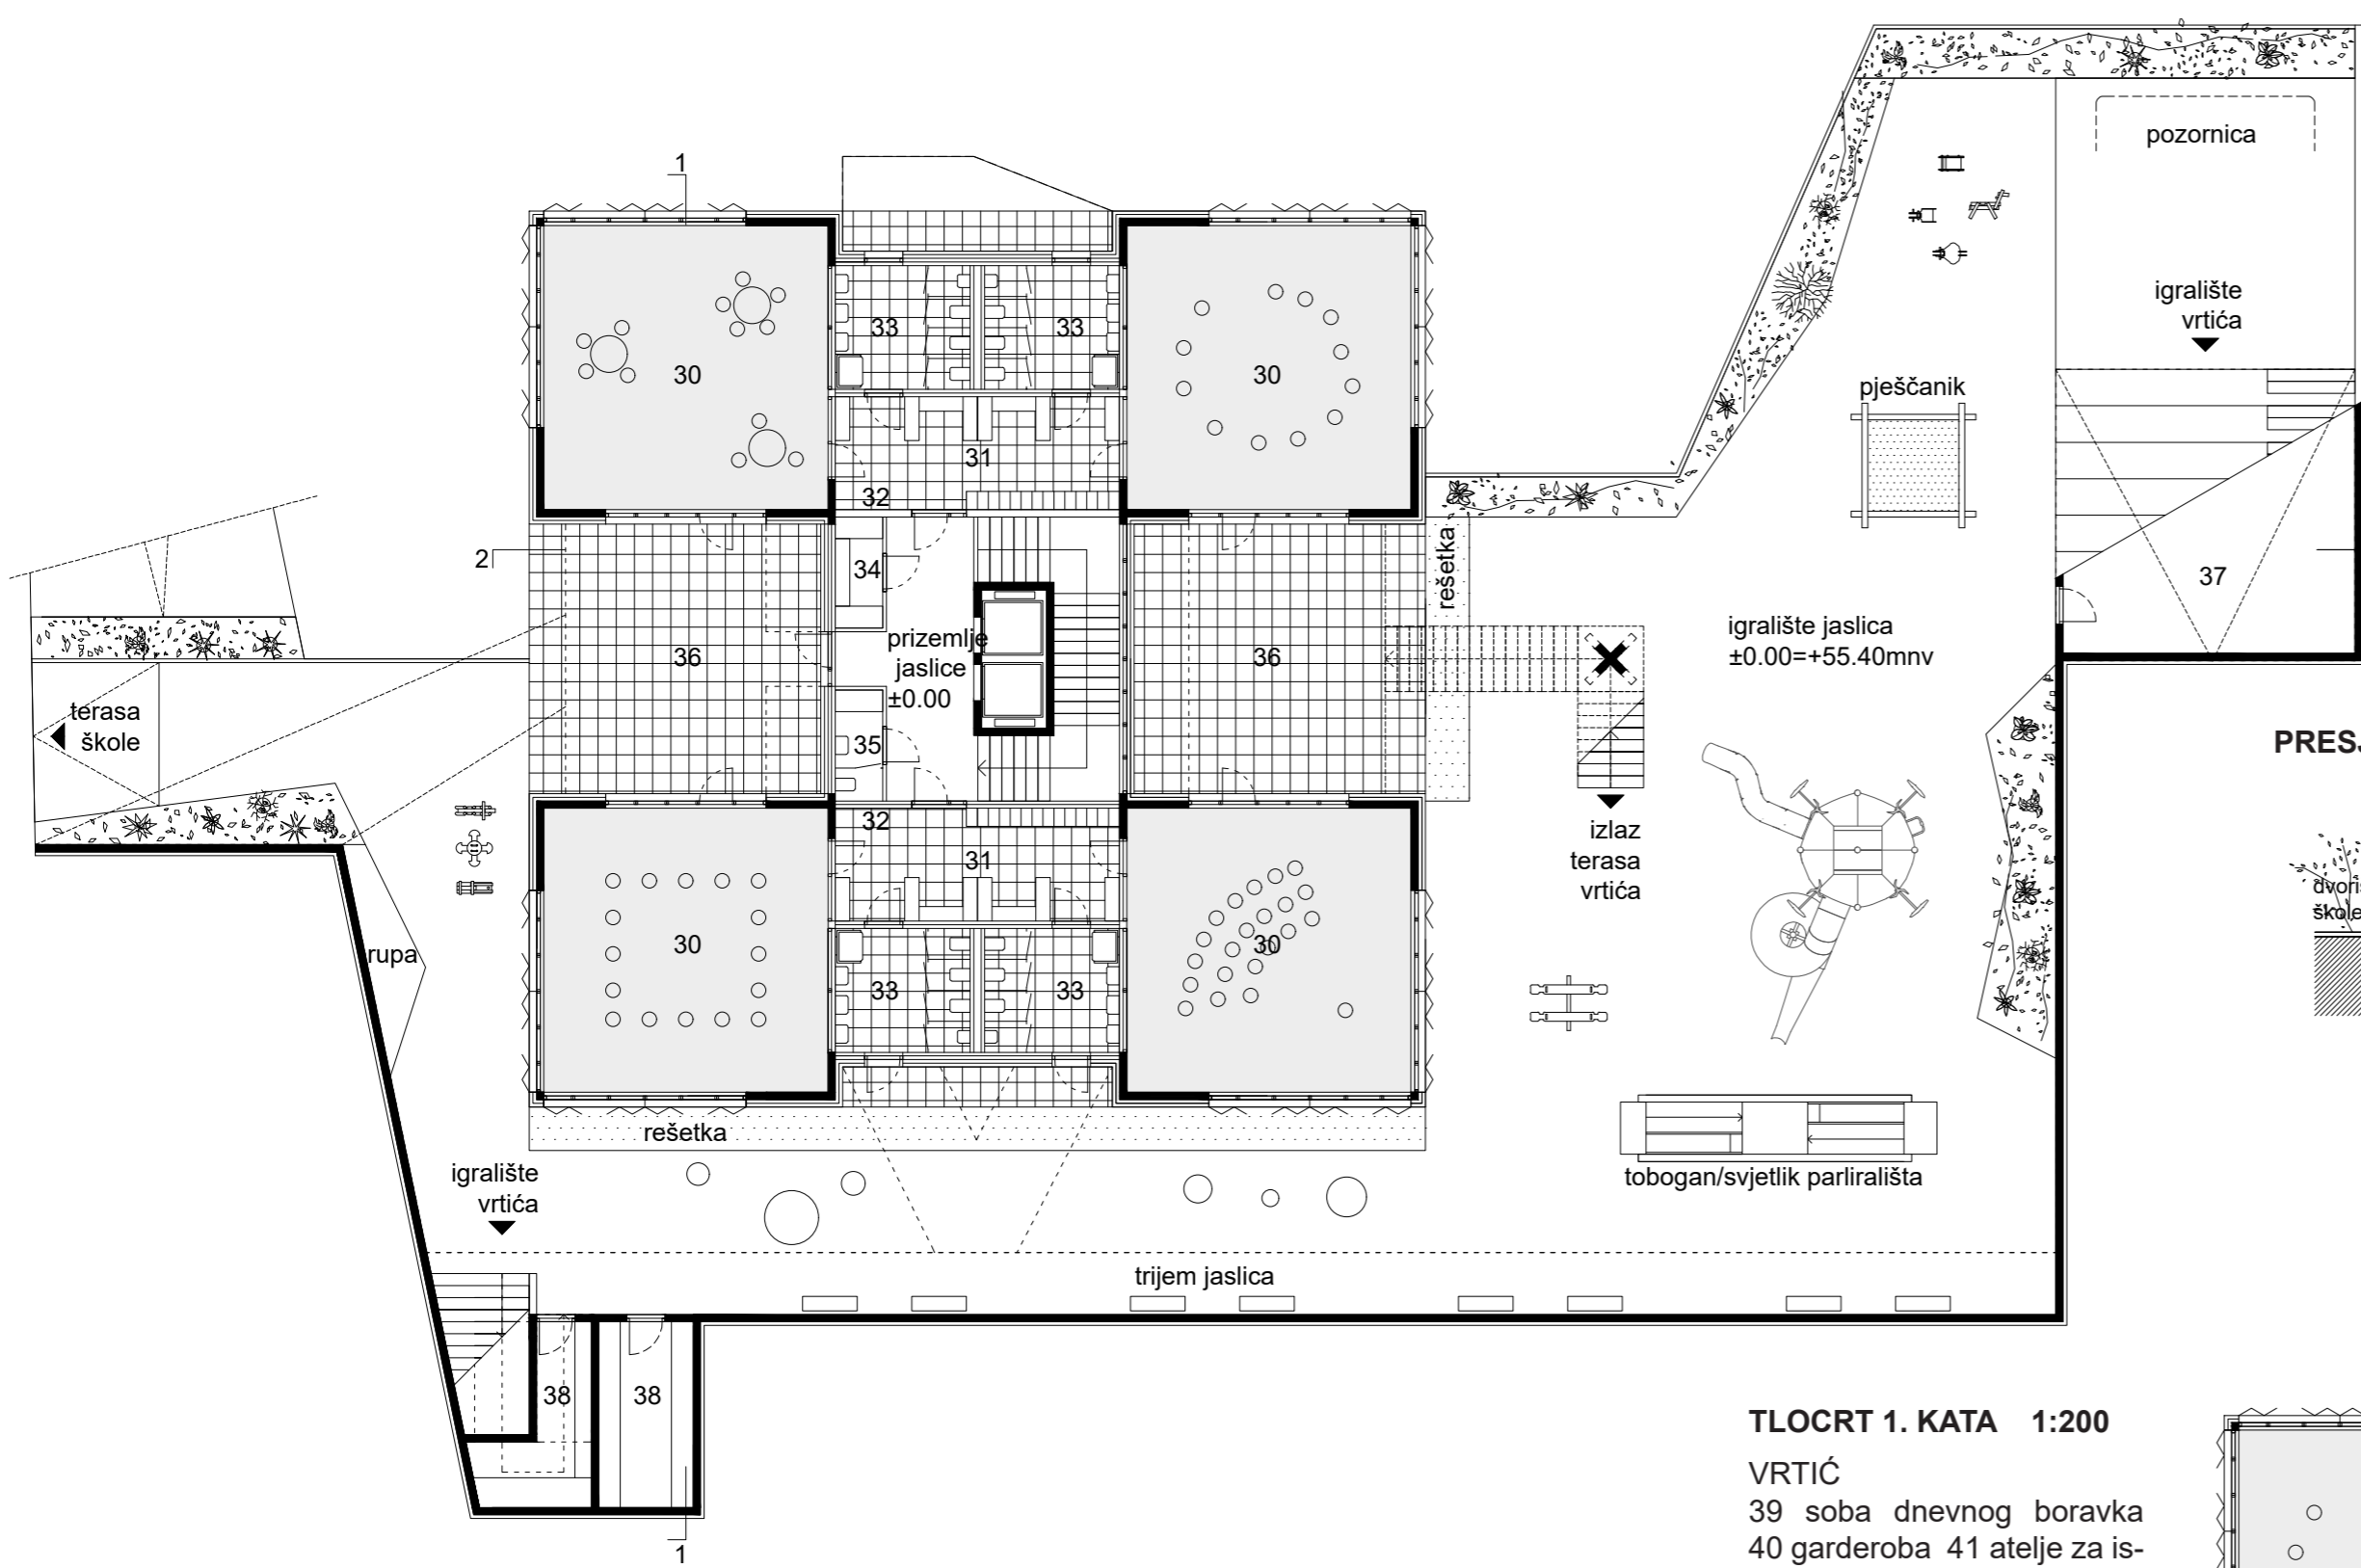 pozornica
1
igralište
vrtića
33
33
30
30
pješčanik
31
32
rešetka
2
34
37
prizemlje
jaslice
±0.00
36
36
igralište jaslica
±0.00=+55.40mnv
terasa
škole
35
PRESJ
izlaz
terasa
vrtića
32
31
30
30
dvoriš
škole
rupa
33
33
rešetka
igralište
vrtića
tobogan/svjetlik parlirališta
trijem jaslica
38
38
1
TLOCRT 1. KATA 1:200
VRTIĆ
39 soba dnevnog boravka
40 garderoba 41 atelje za is-